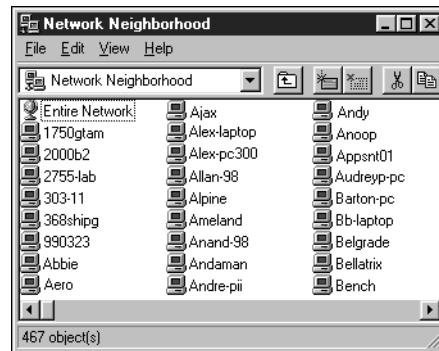 Network Neighborhood
File Edit View Help
Network Neighborhood
Entire Network
1750gtam
2000b2
2755-lab
303-11
368shipg
990323
Abbie
Aero
Ajax
Alex-laptop
Alex-pc300
Allan-98
Alpine
Ameland
Anand-98
Andaman
Andre-pii
Andy
Anoop
Appsnt01
Audreyp-pc
Barton-pc
Bb-laptop
Belgrade
Bellatrix
Bench
467 object(s)